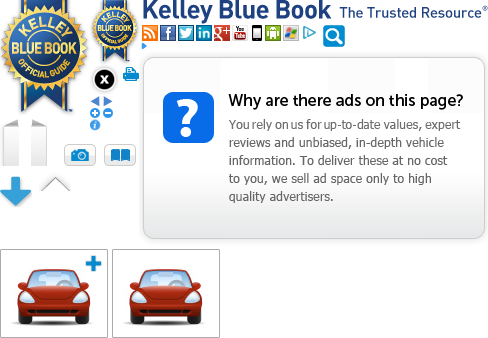 KELLEY
BLUE BOOK
OFFICIAL GUIDE
KELLEY
BLUE BOOK
OFFICIAL GUIDE
Kelley Blue Book The Trusted Resource®
You Tube
X
?
Why are there ads on this page?
You rely on us for up-to-date values, expert
reviews and unbiased, in-depth vehicle
information. To deliver these at no cost
to you, we sell ad space only to high
quality advertisers.